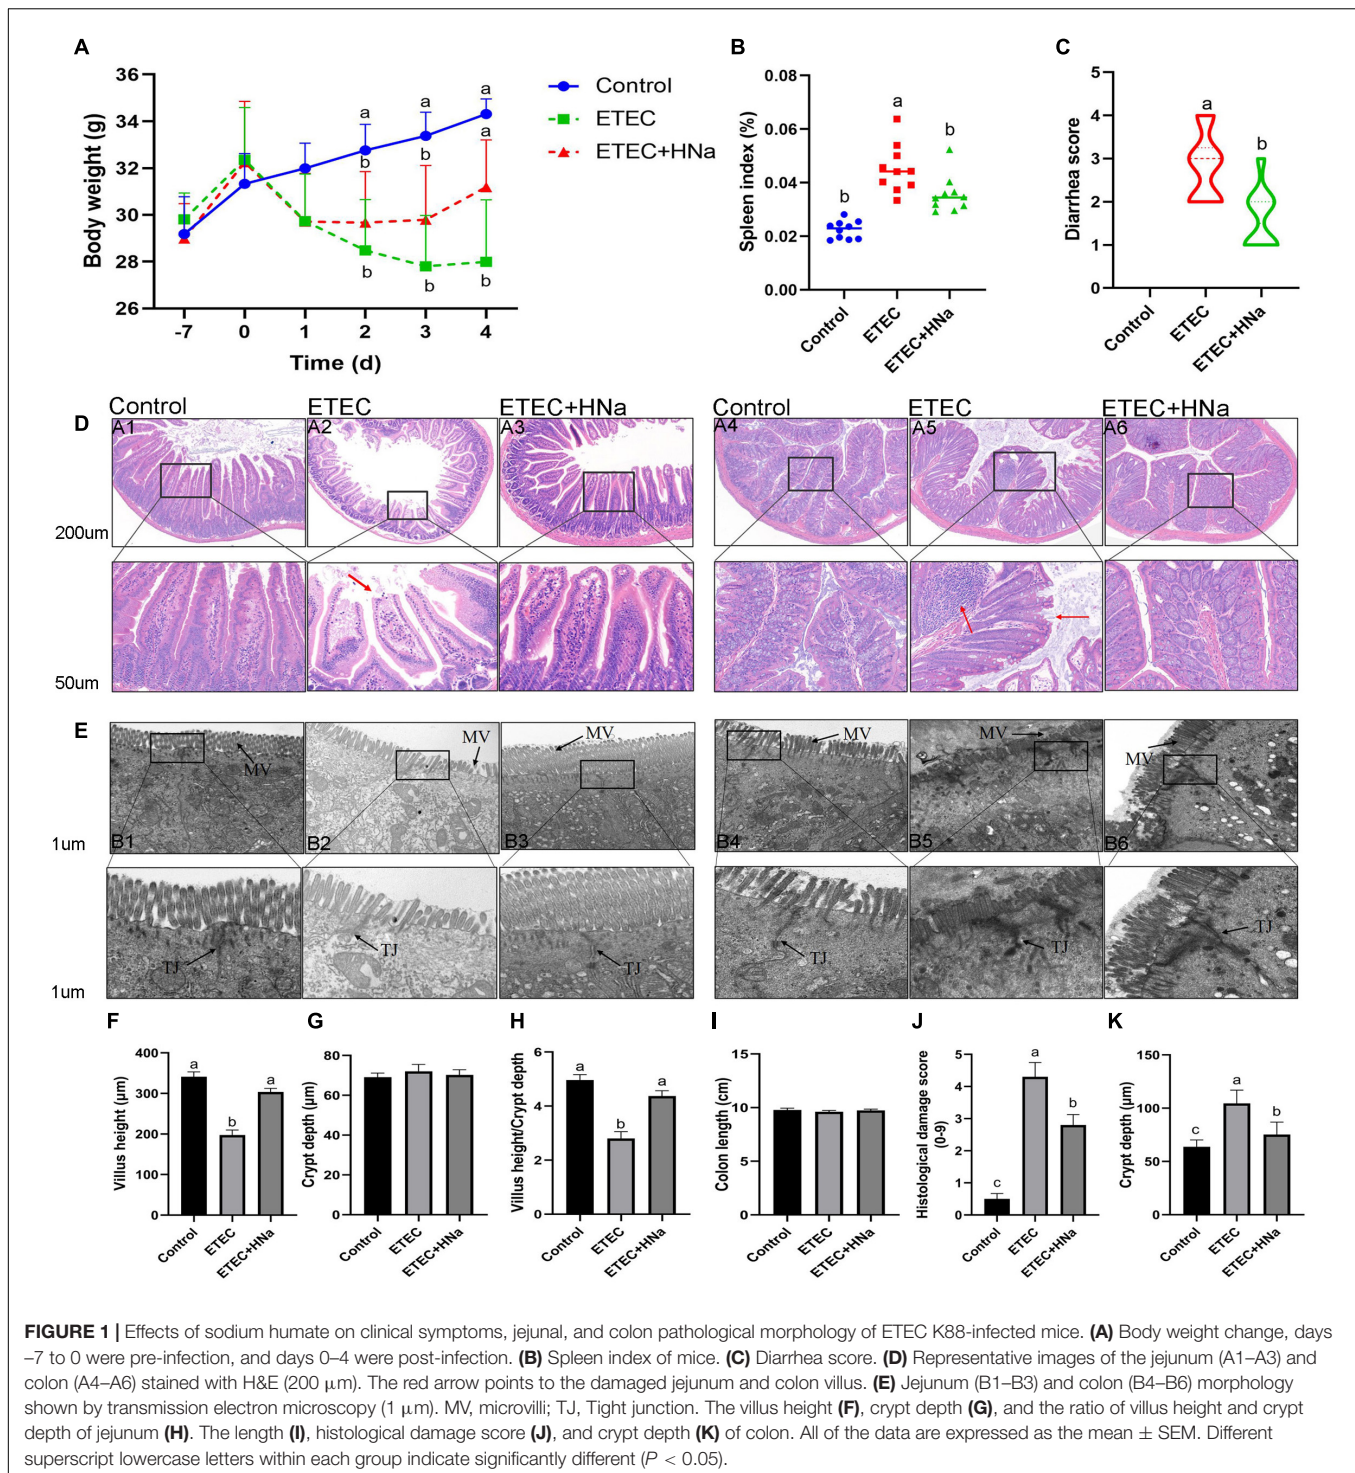 A
36
34
32
30
28
26
Body weight (g)
a
a
a
a
b
b
b
b
b
-7
0
1
2
3
4
Time (d)
Control
ETEC
ETEC+HNa
B
0.08
0.06
0.04
0.02
0.00
Spleen index (%)
b
a
b
Control
ETEC
ETEC+HNa
C
5
4
3
2
1
0
Diarrhea score
a
b
Control
ETEC
ETEC+HNa
D
Control
ETEC
ETEC+HNa
Control
ETEC
ETEC+HNa
A1
A2
A3
A4
A5
A6
200um
50um
E
MV
MV
MV
MV
MV
MV
B1
B2
B3
B4
B5
B6
1um
TJ
TJ
TJ
TJ
TJ
TJ
1um
F
400
300
200
100
0
Villus height (μm)
a
b
a
Control
ETEC
ETEC+HNa
G
80
60
40
20
0
Crypt depth (μm)
Control
ETEC
ETEC+HNa
H
6
4
2
0
Villus height/Crypt depth
a
b
a
Control
ETEC
ETEC+HNa
I
15
10
5
0
Colon length (cm)
Control
ETEC
ETEC+HNa
J
5
4
3
2
1
0
Histological damage score
(0-9)
c
a
b
Control
ETEC
ETEC+HNa
K
150
100
50
0
Crypt depth (μm)
c
a
b
Control
ETEC
ETEC+HNa
FIGURE 1 | Effects of sodium humate on clinical symptoms, jejunal, and colon pathological morphology of ETEC K88-infected mice. (A) Body weight change, days
–7 to 0 were pre-infection, and days 0–4 were post-infection. (B) Spleen index of mice. (C) Diarrhea score. (D) Representative images of the jejunum (A1–A3) and
colon (A4–A6) stained with H&E (200 μm). The red arrow points to the damaged jejunum and colon villus. (E) Jejunum (B1–B3) and colon (B4–B6) morphology
shown by transmission electron microscopy (1 μm). MV, microvilli; TJ, Tight junction. The villus height (F), crypt depth (G), and the ratio of villus height and crypt
depth of jejunum (H). The length (I), histological damage score (J), and crypt depth (K) of colon. All of the data are expressed as the mean ± SEM. Different
superscript lowercase letters within each group indicate significantly different (P < 0.05).